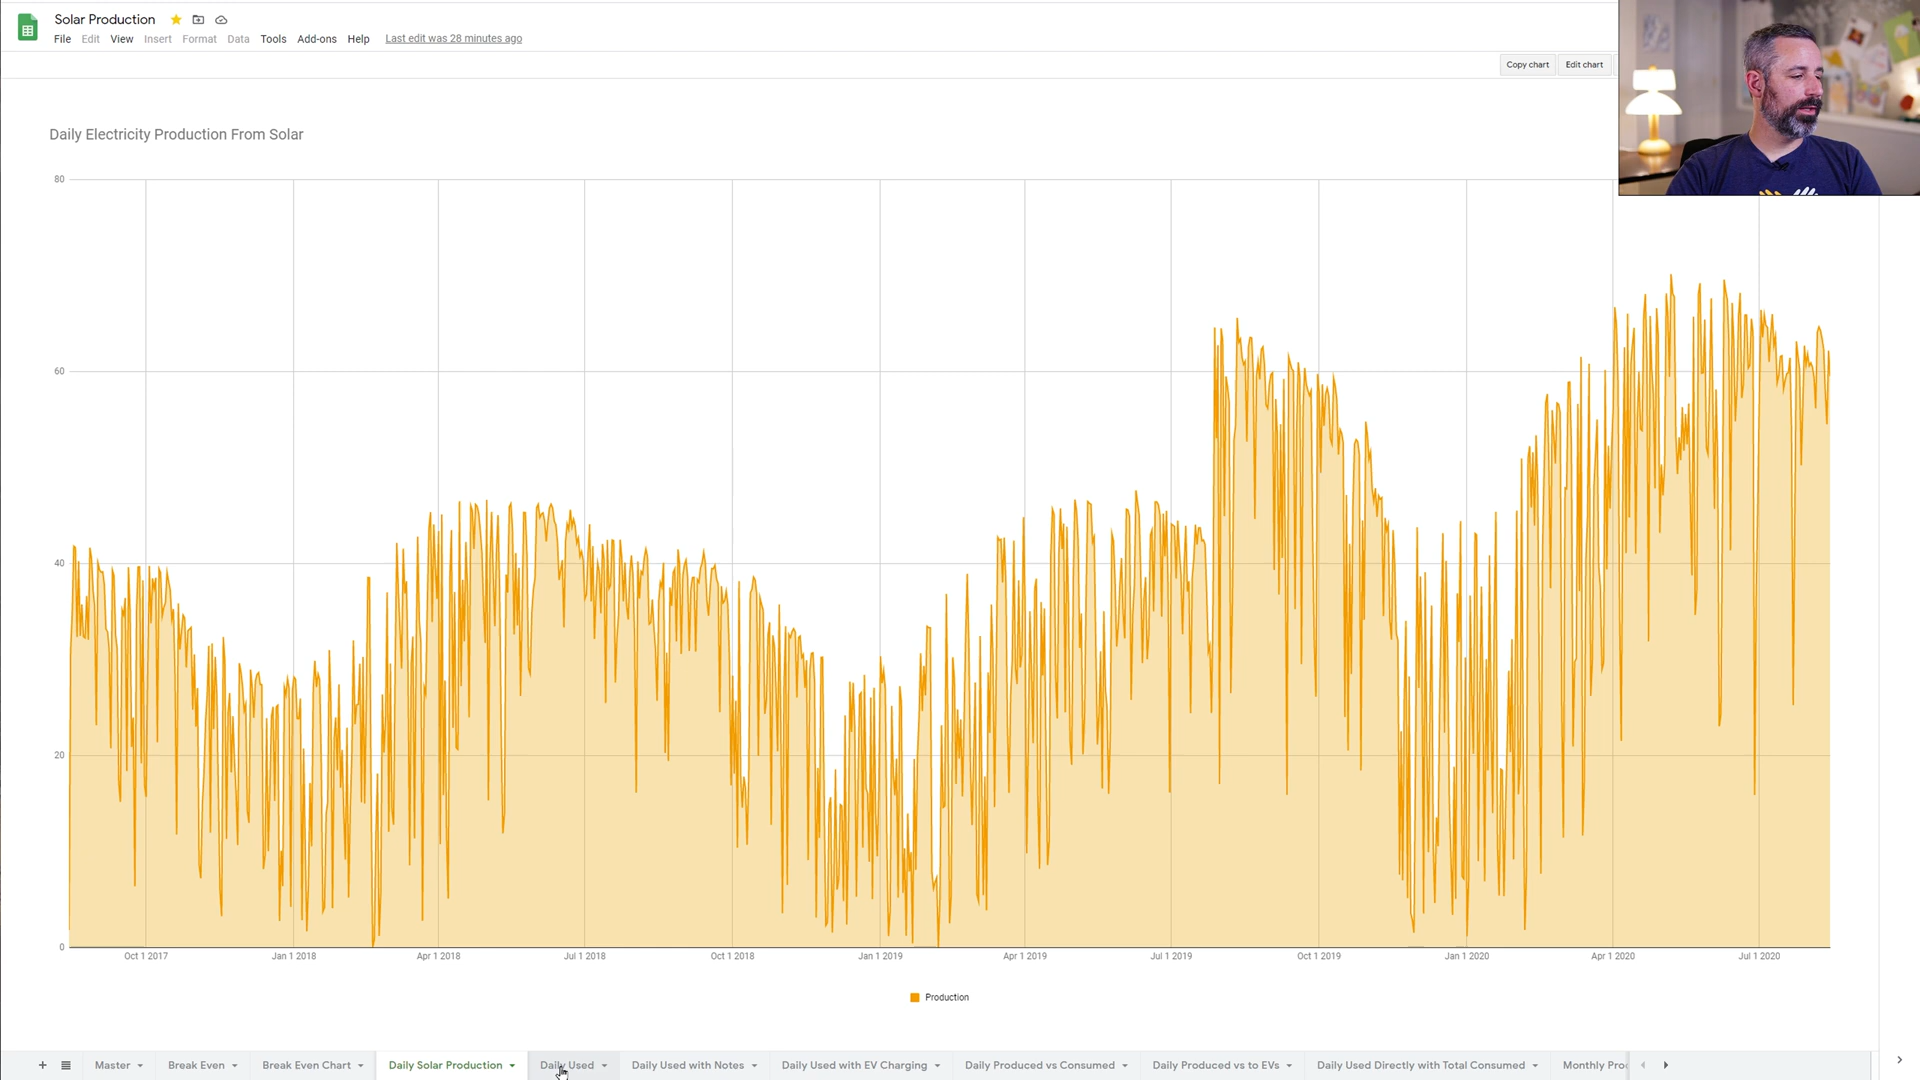 Solar Production
File Edit View Insert Format Data Tools Add-ons Help Last edit was 28 minutes ago
Copy chart Edit chart
Daily Electricity Production From Solar
80
60
40
20
0
Oct 1 2017 Jan 1 2018 Apr 1 2018 Jul 1 2018 Oct 1 2018 Jan 1 2019 Apr 1 2019 Jul 1 2019 Oct 1 2019 Jan 1 2020 Apr 1 2020 Jul 1 2020
Production
Master Break Even Break Even Chart Daily Solar Production Daily Used Daily Used with Notes Daily Used with EV Charging Daily Produced vs Consumed Daily Produced vs to EVs Daily Used Directly with Total Consumed Monthly Pro